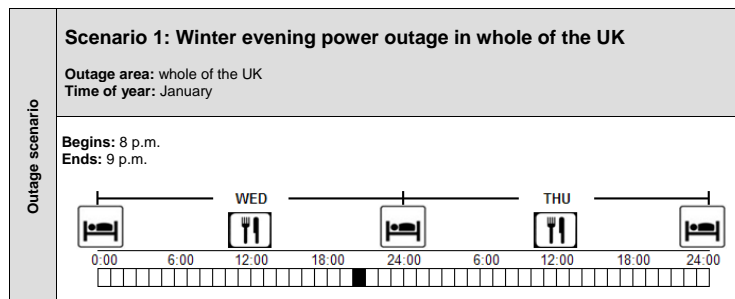 Outage scenario
Scenario 1: Winter evening power outage in whole of the UK
Outage area: whole of the UK
Time of year: January
Begins: 8 p.m.
Ends: 9 p.m.
WED THU
0:00 6:00 12:00 18:00 24:00 6:00 12:00 18:00 24:00